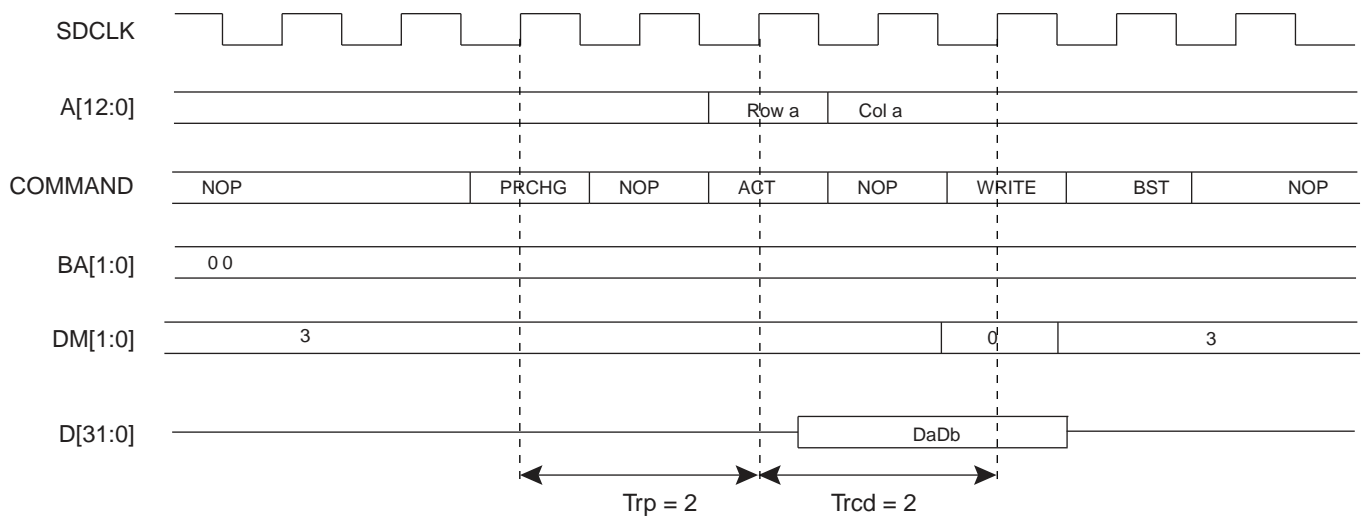 SDCLK
A[12:0] Row a Col a
COMMAND NOP PRCHG NOP ACT NOP WRITE BST NOP
BA[1:0] 0 0
DM[1:0] 3 0 3
D[31:0] DaDb
Trp = 2 Trcd = 2